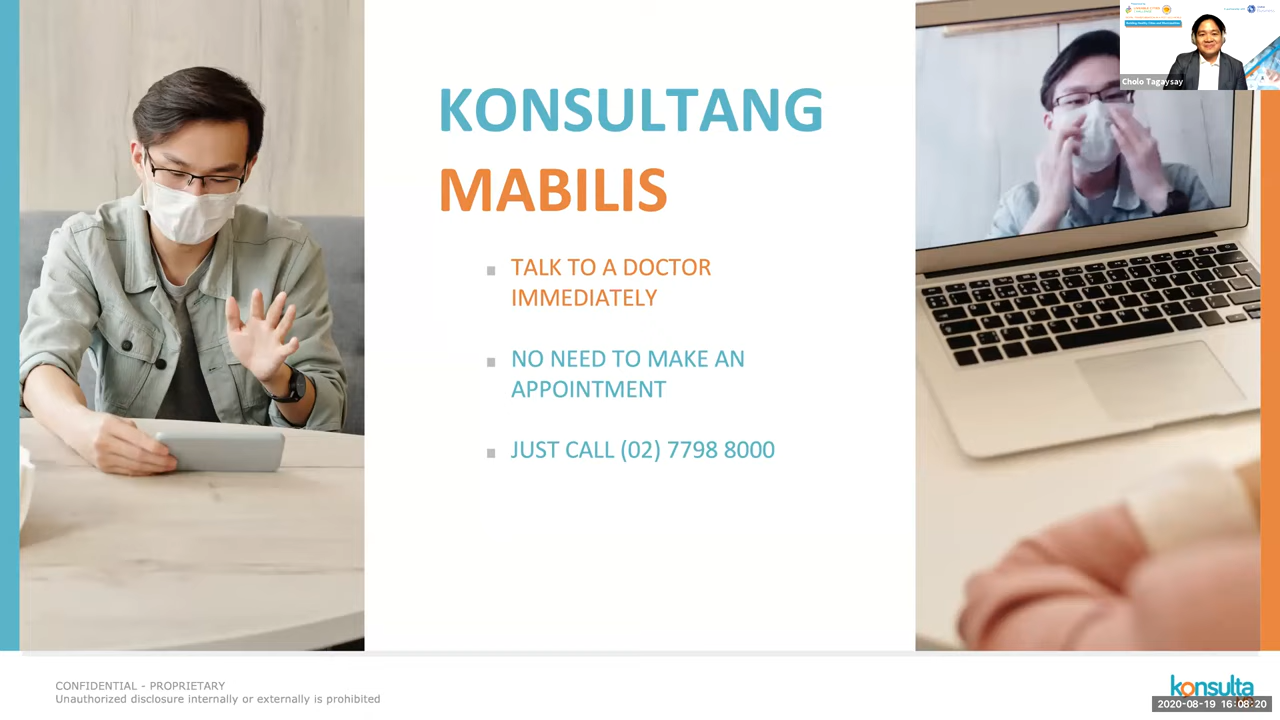 KONSULTANG
MABILIS
TALK TO A DOCTOR
IMMEDIATELY
NO NEED TO MAKE AN
APPOINTMENT
JUST CALL (02) 7798 8000
Cholo Tagaysay
CONFIDENTIAL - PROPRIETARY
Unauthorized disclosure internally or externally is prohibited
konsulta
2020-08-19 16:08:20